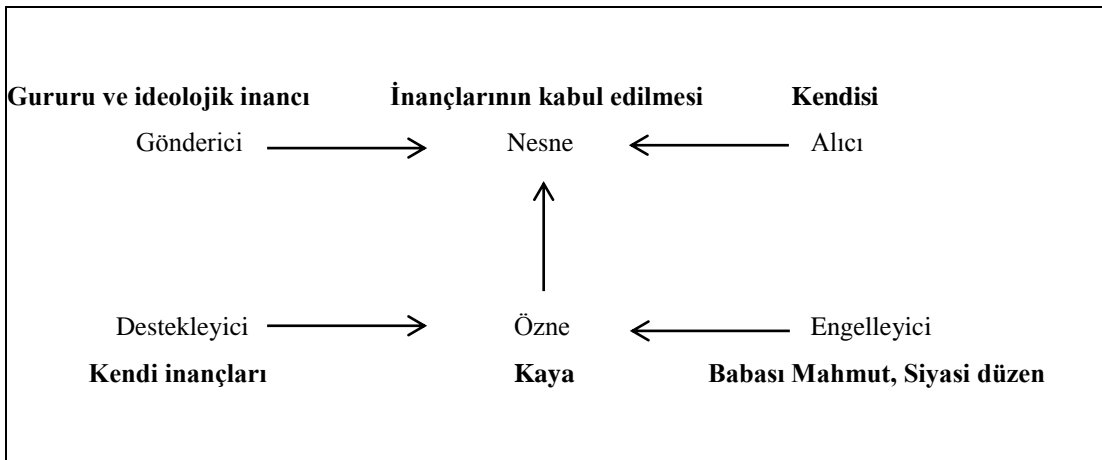 Gururu ve ideolojik inancı İnançlarının kabul edilmesi Kendisi
Gönderici Nesne Alıcı
Destekleyici Özne Engelleyici
Kendi inançları Kaya Babası Mahmut, Siyasi düzen